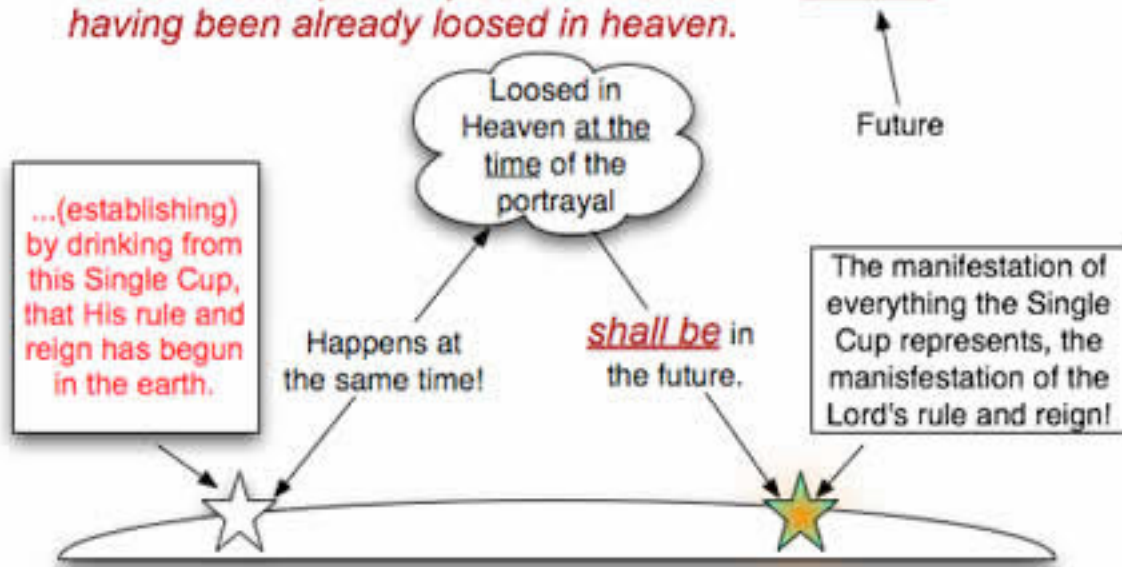 having been already loosed in heaven.
Loosed in
Heaven at the
time of the
portrayal
Future
...(establishing)
by drinking from
this Single Cup,
that His rule and
reign has begun
in the earth.
Happens at
the same time!
shall be in
the future.
The manifestation of
everything the Single
Cup represents, the
manisfestation of the
Lord's rule and reign!